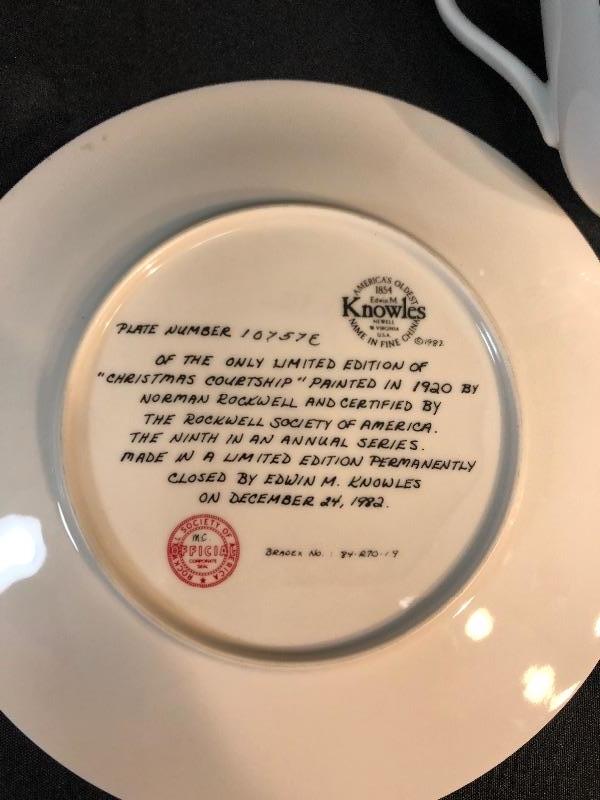 AMERICA'S OLDEST
1854
Edwin M.
Knowles
NEWELL
W. VIRGINIA
U.S.A.
NAME IN FINE CHINA
©1982
PLATE NUMBER 10757E
OF THE ONLY LIMITED EDITION OF
"CHRISTMAS COURTSHIP" PAINTED IN 1920 BY
NORMAN ROCKWELL AND CERTIFIED BY
THE ROCKWELL SOCIETY OF AMERICA.
THE NINTH IN AN ANNUAL SERIES.
MADE IN A LIMITED EDITION PERMANENTLY
CLOSED BY EDWIN M. KNOWLES
ON DECEMBER 24, 1982.
ROCKWELL SOCIETY OF AMERICA
M.C.
OFFICIAL
CORPORATE
SEAL
BRADEX NO. : 84-R70-1.9